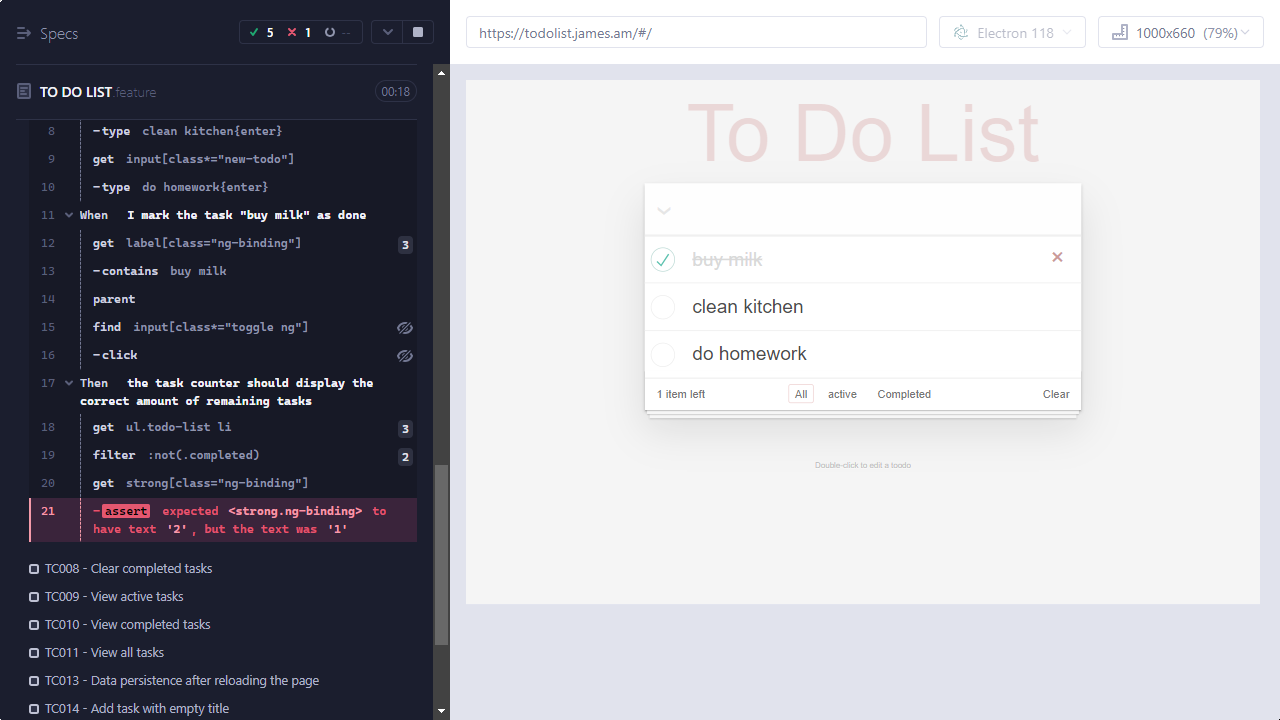 Specs
5
1
--
TO DO LIST.feature
00:18
8 -type clean kitchen{enter}
9 get input[class*="new-todo"]
10 -type do homework{enter}
11 When I mark the task "buy milk" as done
12 get label[class="ng-binding"] 3
13 -contains buy milk
14 parent
15 find input[class*="toggle ng"]
16 -click
17 Then the task counter should display the
correct amount of remaining tasks
18 get ul.todo-list li 3
19 filter :not(.completed) 2
20 get strong[class="ng-binding"]
21 -assert expected <strong.ng-binding> to
have text '2', but the text was '1'
TC008 - Clear completed tasks
TC009 - View active tasks
TC010 - View completed tasks
TC011 - View all tasks
TC013 - Data persistence after reloading the page
TC014 - Add task with empty title
https://todolist.james.am/#/
Electron 118
1000x660 (79%)
To Do List
buy milk
clean kitchen
do homework
1 item left
All
active
Completed
Clear
Double-click to edit a toodo